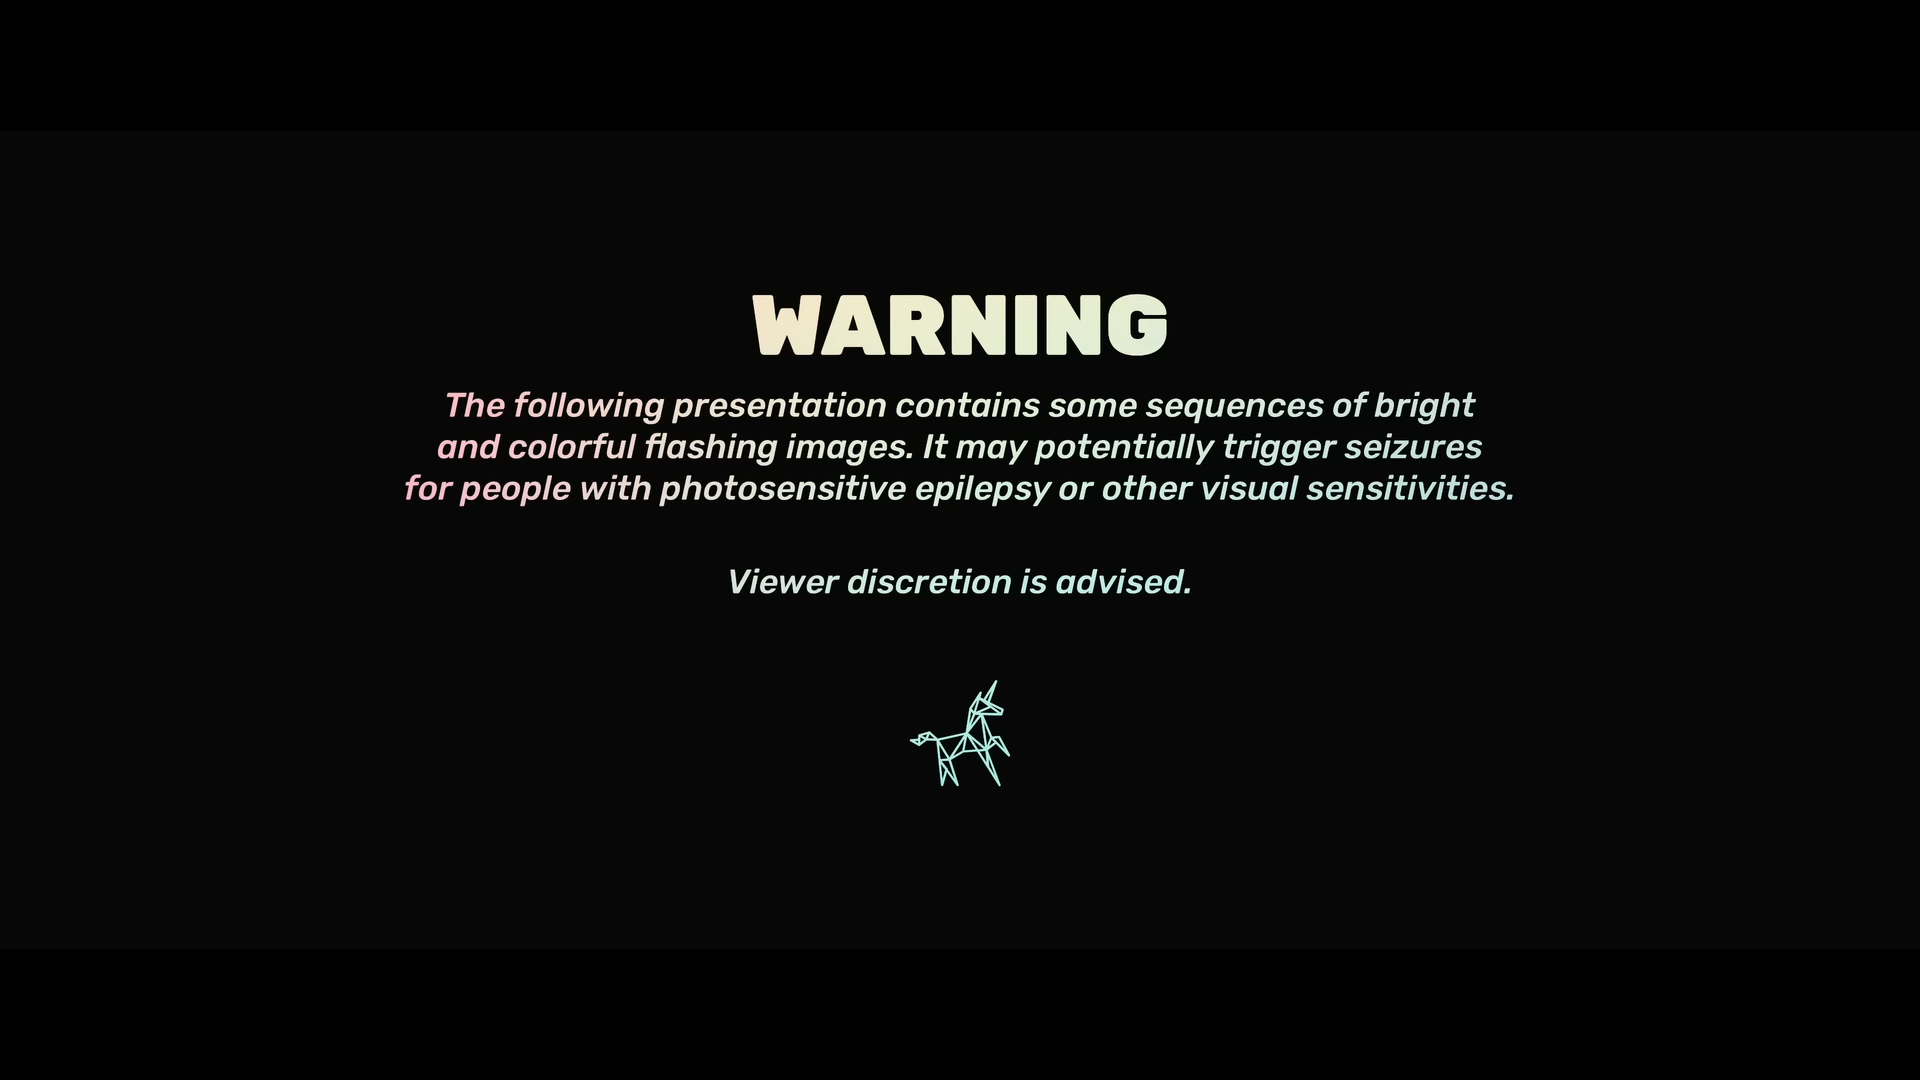 WARNING
The following presentation contains some sequences of bright
and colorful flashing images. It may potentially trigger seizures
for people with photosensitive epilepsy or other visual sensitivities.
Viewer discretion is advised.